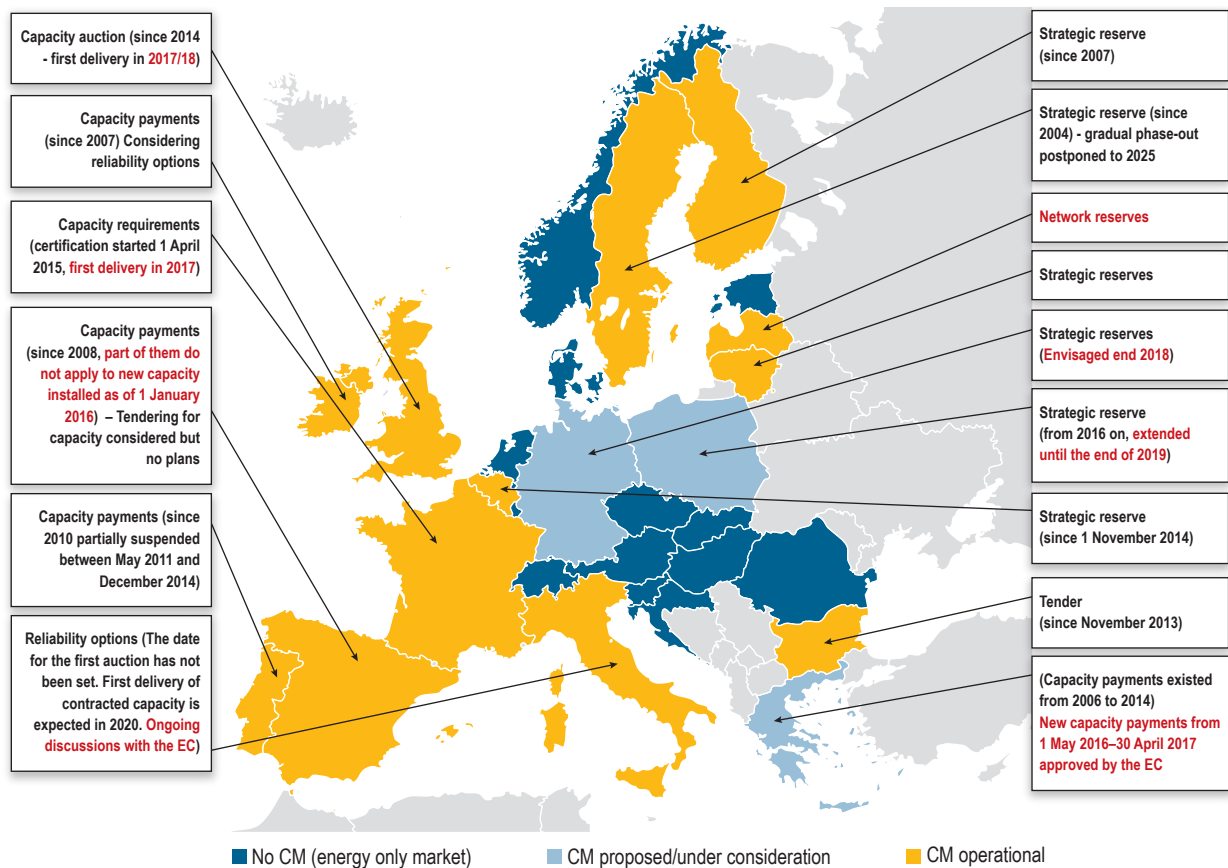 Capacity auction (since 2014
- first delivery in 2017/18)
Capacity payments
(since 2007) Considering
reliability options
Capacity requirements
(certification started 1 April
2015, first delivery in 2017)
Capacity payments
(since 2008, part of them do
not apply to new capacity
installed as of 1 January
2016) – Tendering for
capacity considered but
no plans
Capacity payments (since
2010 partially suspended
between May 2011 and
December 2014)
Reliability options (The date
for the first auction has not
been set. First delivery of
contracted capacity is
expected in 2020. Ongoing
discussions with the EC)
Strategic reserve
(since 2007)
Strategic reserve (since
2004) - gradual phase-out
postponed to 2025
Network reserves
Strategic reserves
Strategic reserves
(Envisaged end 2018)
Strategic reserve
(from 2016 on, extended
until the end of 2019)
Strategic reserve
(since 1 November 2014)
Tender
(since November 2013)
(Capacity payments existed
from 2006 to 2014)
New capacity payments from
1 May 2016–30 April 2017
approved by the EC
No CM (energy only market)
CM proposed/under consideration
CM operational